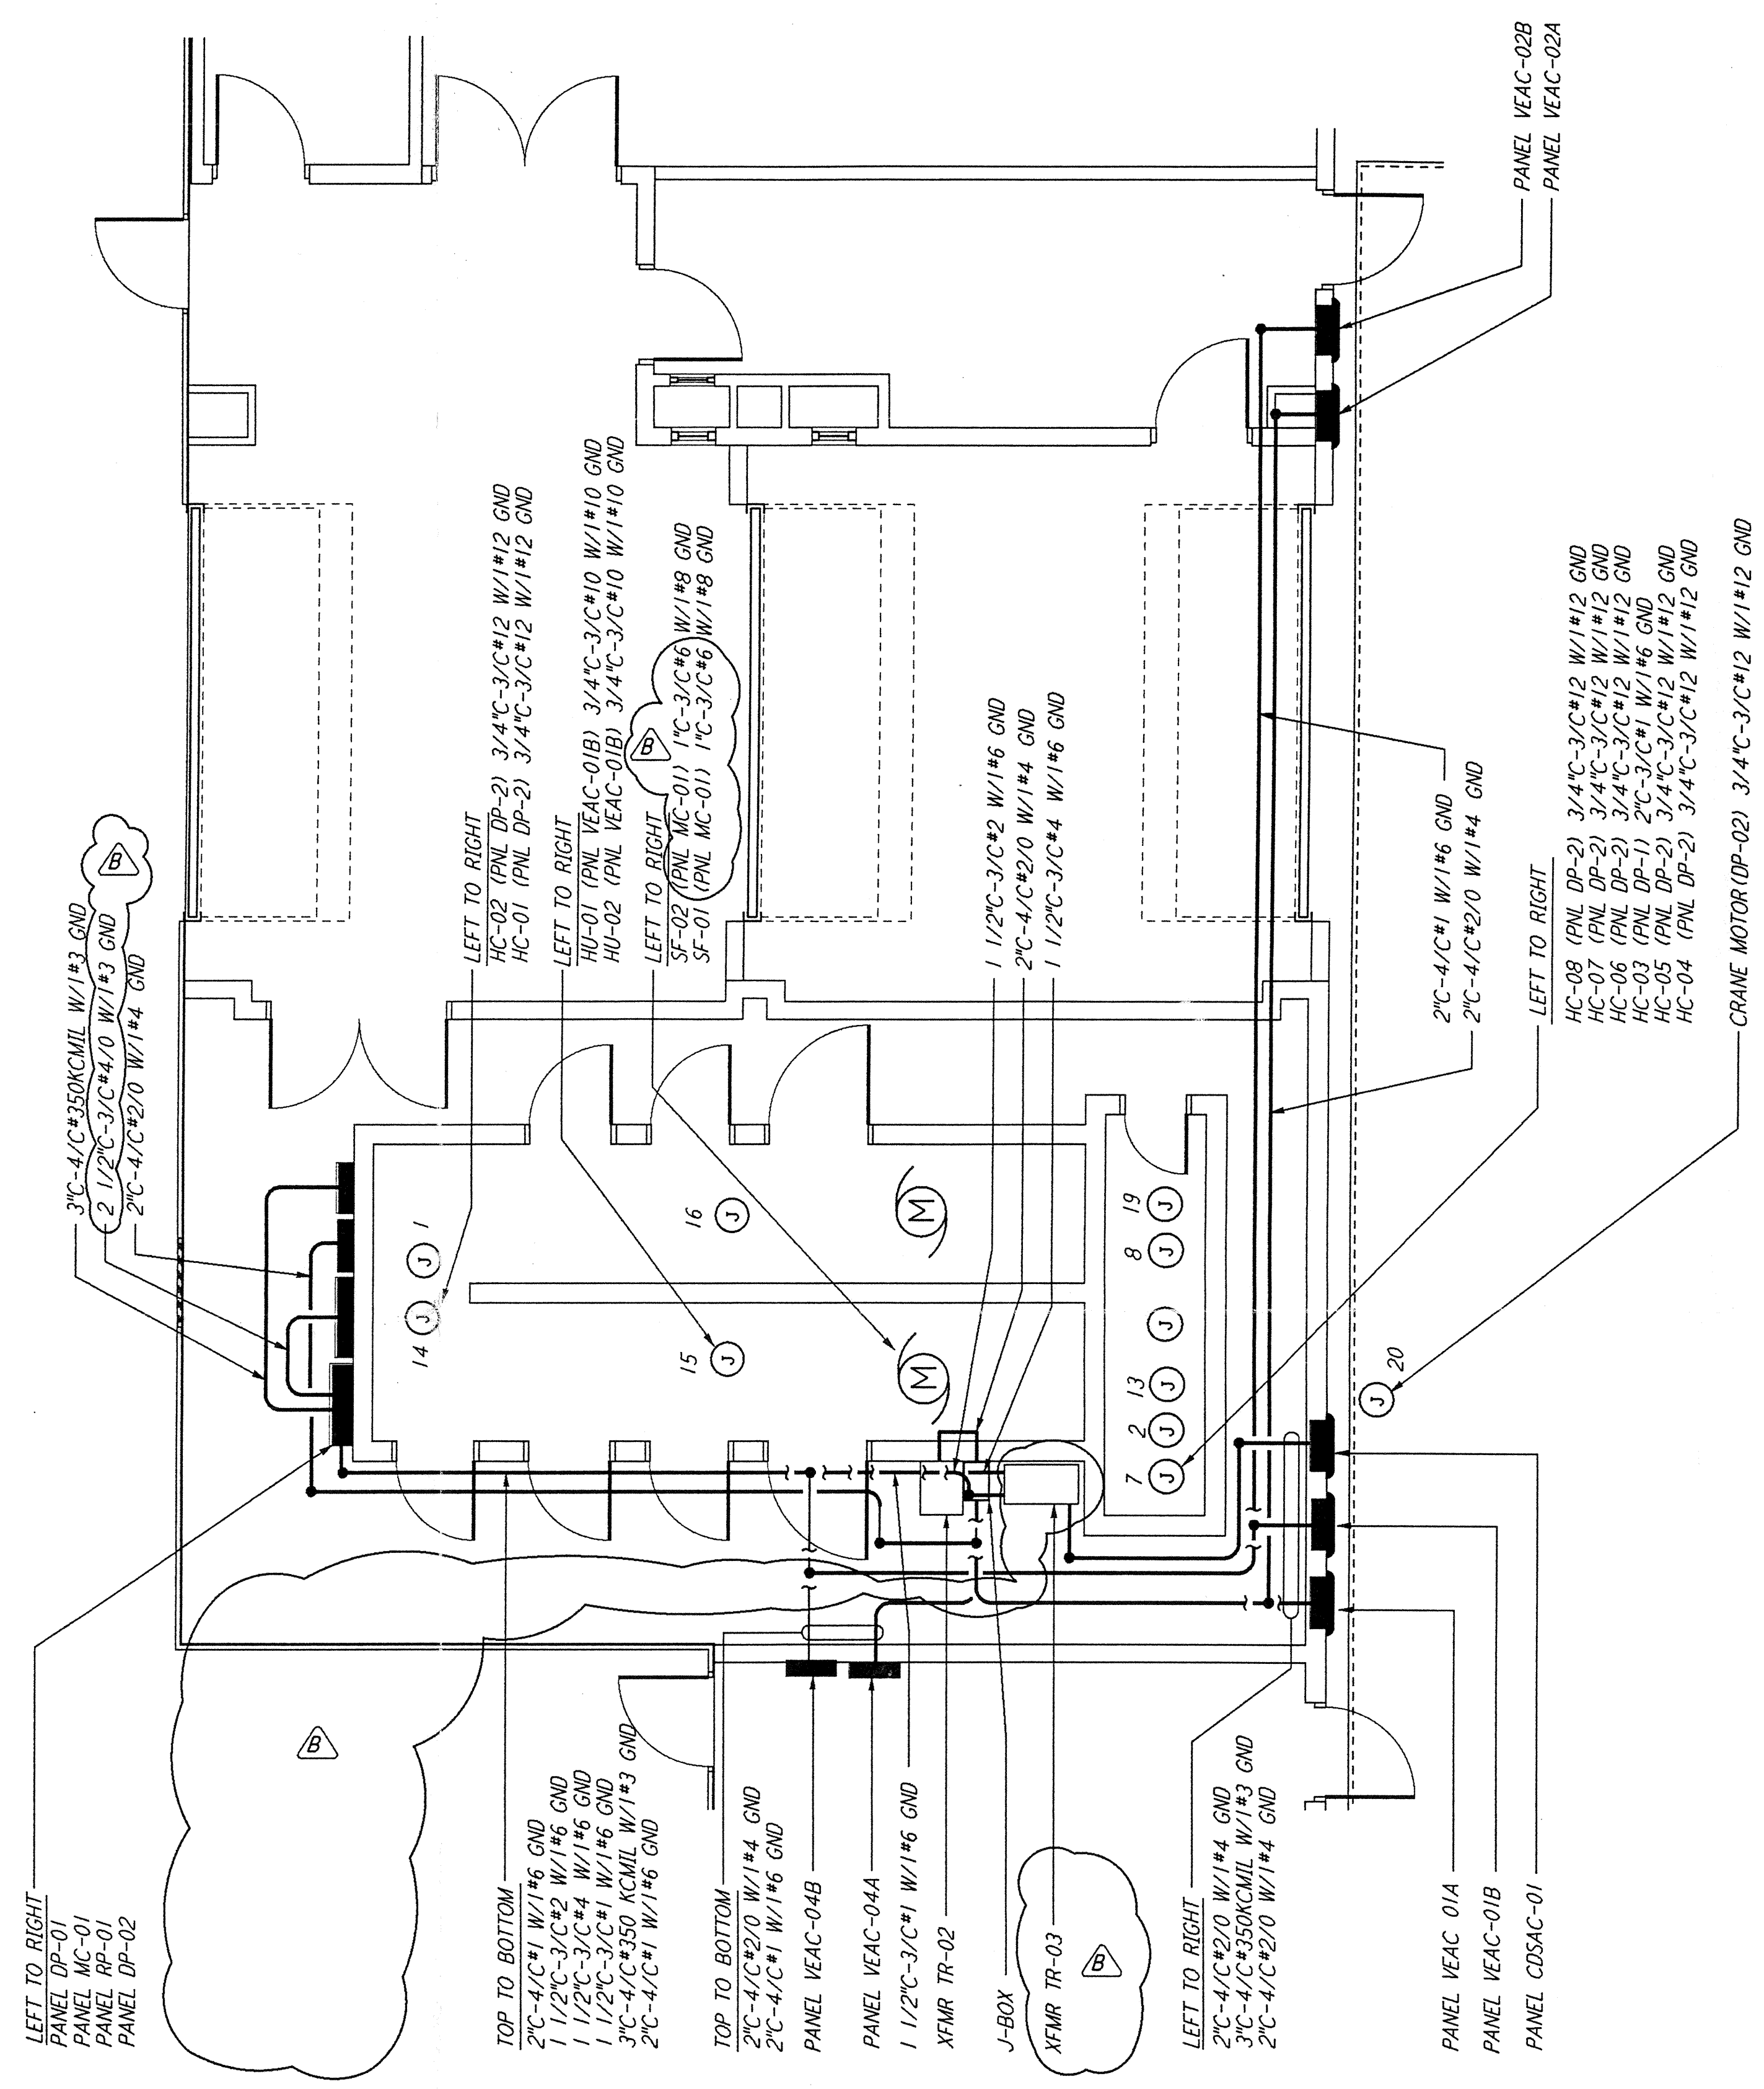 LEFT TO RIGHT
PANEL DP-01
PANEL MC-01
PANEL RP-01
PANEL DP-02
3"C-4/C#350KCMIL W/1#3 GND
2 1/2"C-3/C#4/0 W/1#3 GND
2"C-4/C#2/0 W/1#4 GND
B
B
TOP TO BOTTOM
2"C-4/C#1 W/1#6 GND
1 1/2"C-3/C#2 W/1#6 GND
1 1/2"C-3/C#4 W/1#6 GND
1 1/2"C-3/C#1 W/1#6 GND
3"C-4/C#350 KCMIL W/1#3 GND
2"C-4/C#1 W/1#6 GND
LEFT TO RIGHT
HC-02 (PNL DP-2) 3/4"C-3/C#12 W/1#12 GND
HC-01 (PNL DP-2) 3/4"C-3/C#12 W/1#12 GND
LEFT TO RIGHT
HU-01 (PNL VEAC-01B) 3/4"C-3/C#10 W/1#10 GND
HU-02 (PNL VEAC-01B) 3/4"C-3/C#10 W/1#10 GND
B
LEFT TO RIGHT
SF-02 (PNL MC-01) 1"C-3/C#6 W/1#8 GND
SF-01 (PNL MC-01) 1"C-3/C#6 W/1#8 GND
14 J
J 1
15 J
16 J
M
M
TOP TO BOTTOM
2"C-4/C#2/0 W/1#4 GND
2"C-4/C#1 W/1#6 GND
PANEL VEAC-04B
PANEL VEAC-04A
1 1/2"C-3/C#1 W/1#6 GND
XFMR TR-02
J-BOX
XFMR TR-03
B
1 1/2"C-3/C#2 W/1#6 GND
2"C-4/C#2/0 W/1#4 GND
1 1/2"C-3/C#4 W/1#6 GND
7 J
2 J
13 J
J
8 J
19 J
LEFT TO RIGHT
2"C-4/C#2/0 W/1#4 GND
3"C-4/C#350KCMIL W/1#3 GND
2"C-4/C#2/0 W/1#4 GND
J 20
2"C-4/C#1 W/1#6 GND
2"C-4/C#2/0 W/1#4 GND
PANEL VEAC 01A
PANEL VEAC-01B
PANEL CDSAC-01
PANEL VEAC-02B
PANEL VEAC-02A
LEFT TO RIGHT
HC-08 (PNL DP-2) 3/4"C-3/C#12 W/1#12 GND
HC-07 (PNL DP-2) 3/4"C-3/C#12 W/1#12 GND
HC-06 (PNL DP-2) 3/4"C-3/C#12 W/1#12 GND
HC-03 (PNL DP-1) 2"C-3/C#1 W/1#6 GND
HC-05 (PNL DP-2) 3/4"C-3/C#12 W/1#12 GND
HC-04 (PNL DP-2) 3/4"C-3/C#12 W/1#12 GND
CRANE MOTOR(DP-02) 3/4"C-3/C#12 W/1#12 GND